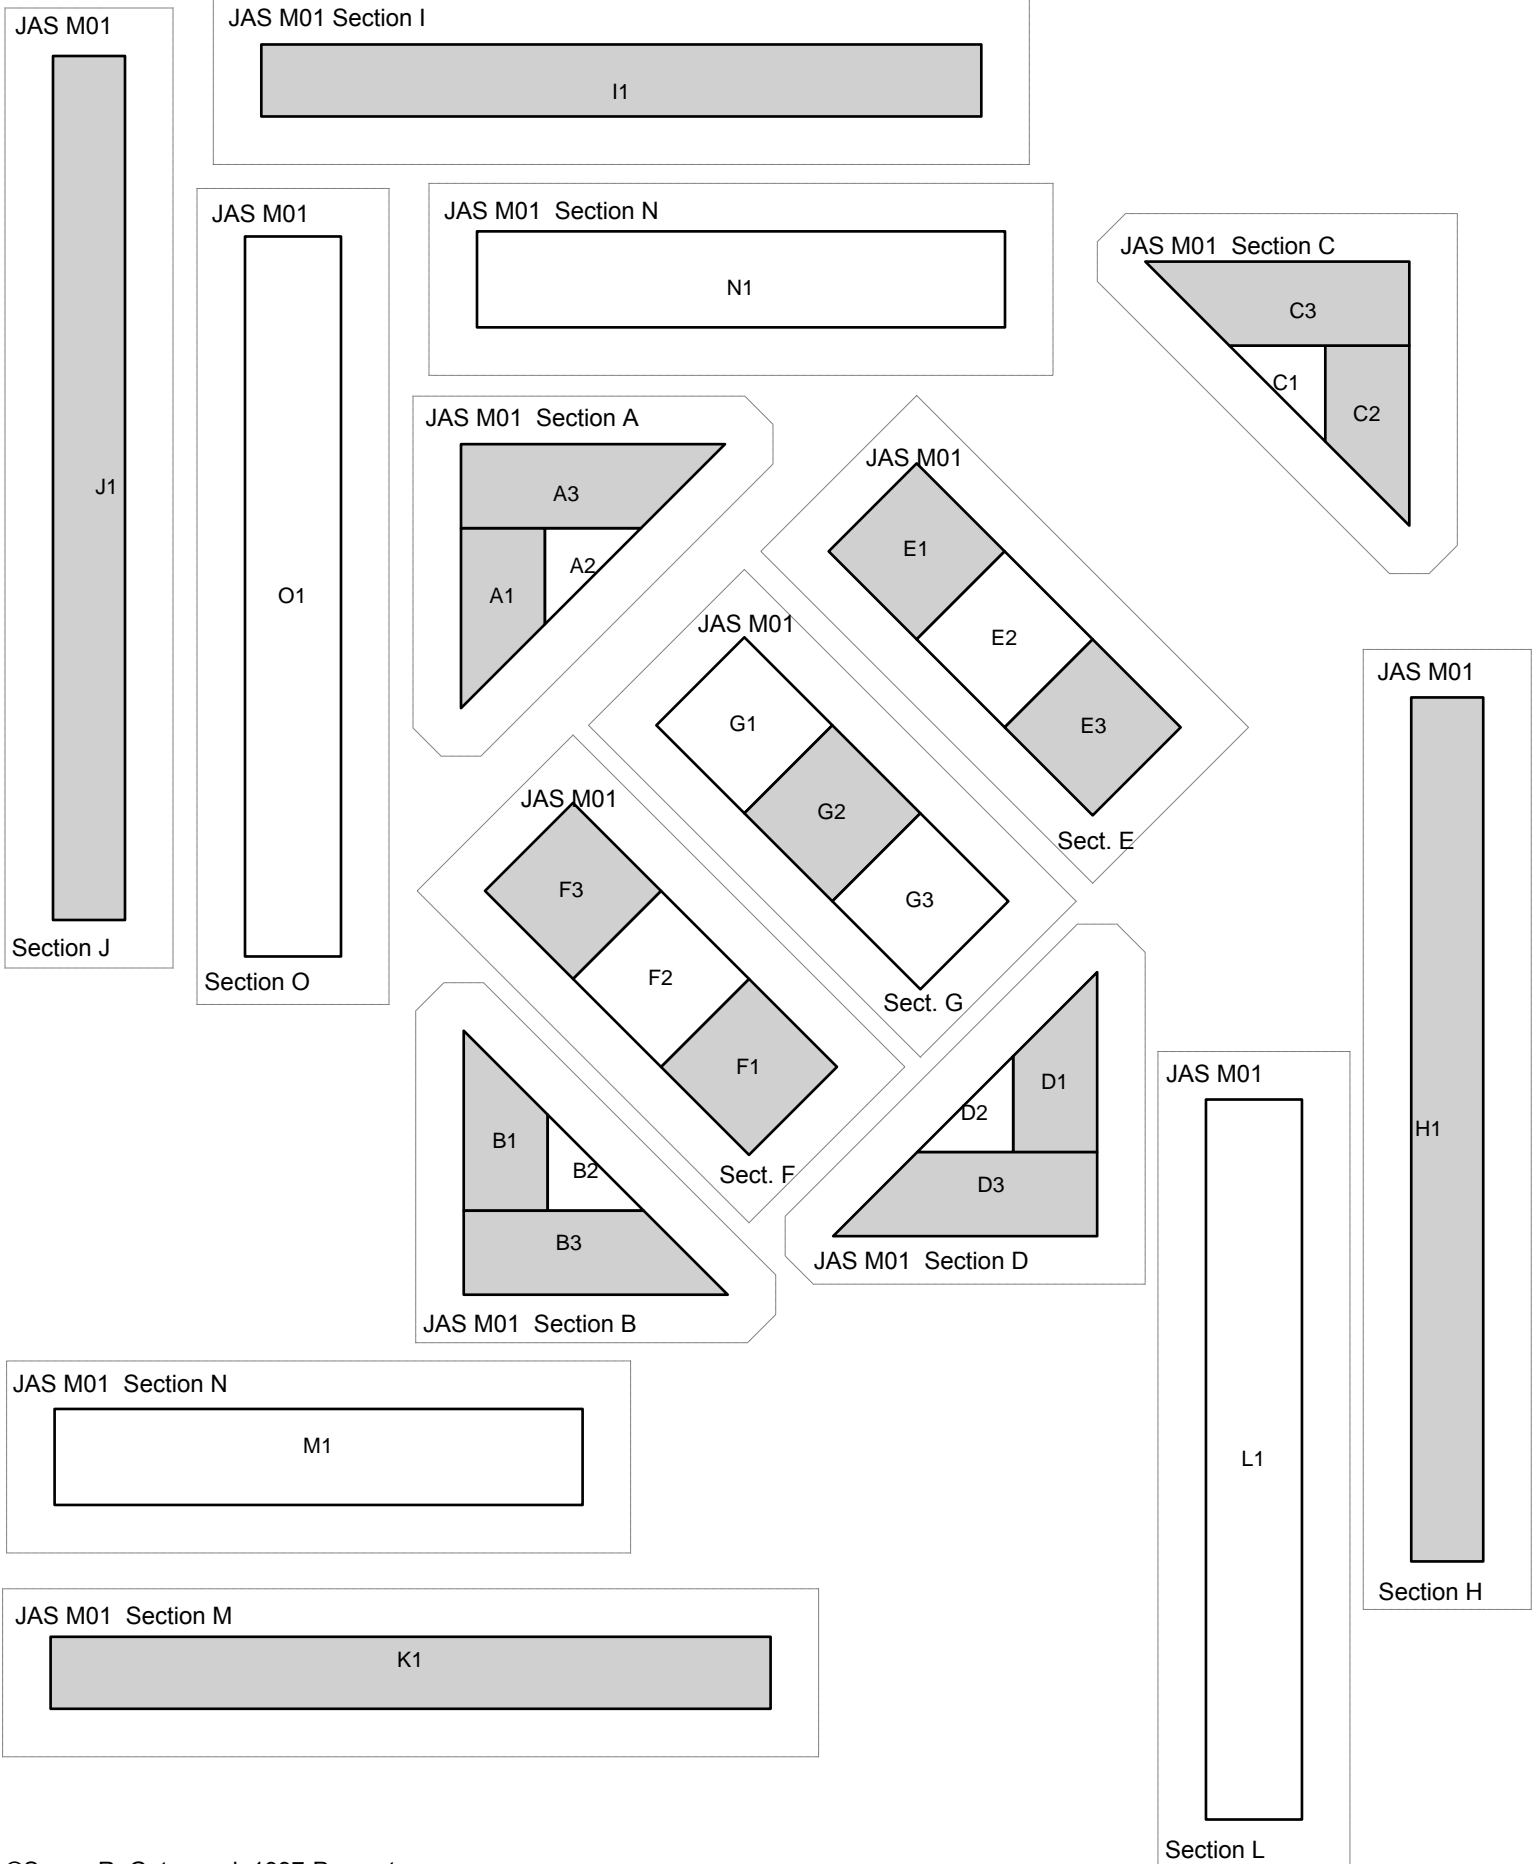 JAS M01
J1
Section J
JAS M01 Section I
I1
JAS M01
O1
Section O
JAS M01 Section N
N1
JAS M01 Section C
C3
C1
C2
JAS M01 Section A
A3
A2
A1
JAS M01
E1
E2
E3
Sect. E
JAS M01
G1
G2
G3
Sect. G
JAS M01
F3
F2
F1
Sect. F
B1
B2
B3
JAS M01 Section B
D1
D2
D3
JAS M01 Section D
JAS M01
H1
Section H
JAS M01
L1
Section L
JAS M01 Section N
M1
JAS M01 Section M
K1